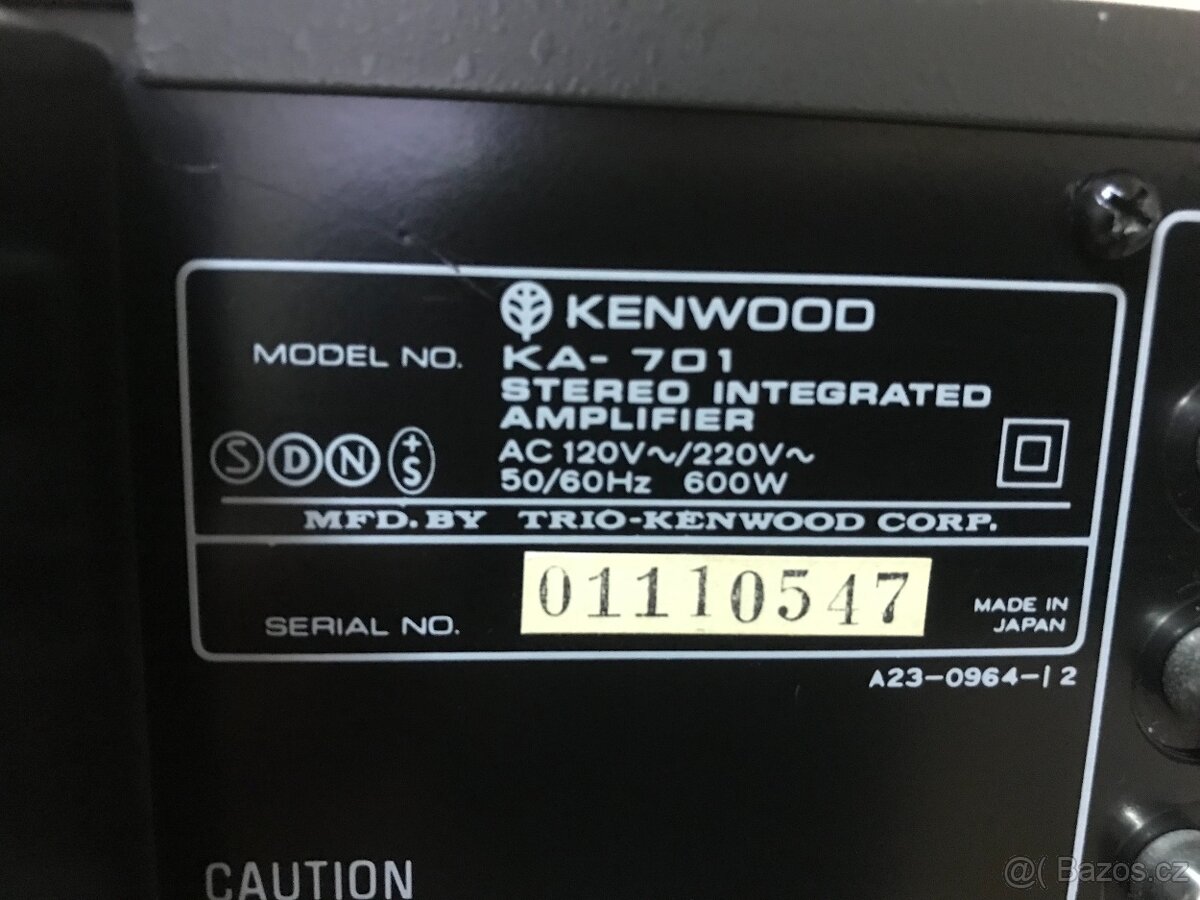 KENWOOD
MODEL NO. KA-701
STEREO INTEGRATED
AMPLIFIER
S D N +S
AC 120V~/220V~
50/60Hz 600W
MFD. BY TRIO-KENWOOD CORP.
SERIAL NO. 01110547
MADE IN
JAPAN
A23-0964-12
CAUTION
@( Bazos.cz